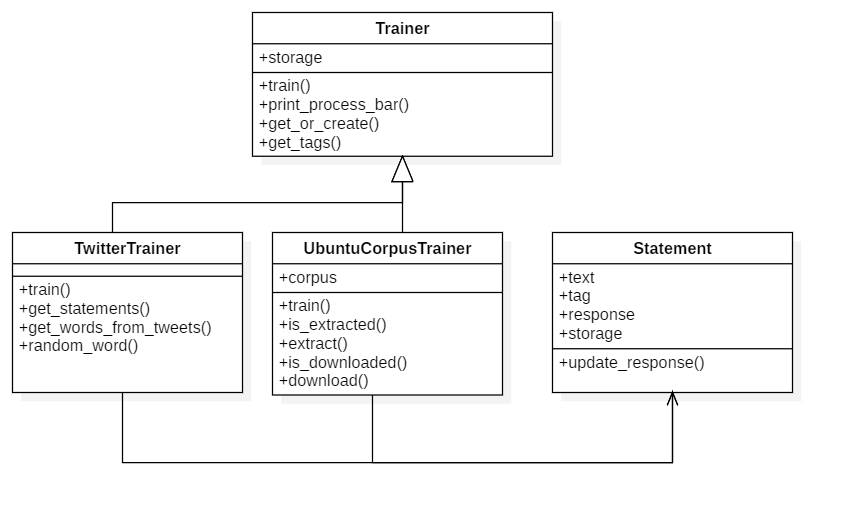 Trainer
+storage
+train()
+print_process_bar()
+get_or_create()
+get_tags()
TwitterTrainer
+train()
+get_statements()
+get_words_from_tweets()
+random_word()
UbuntuCorpusTrainer
+corpus
+train()
+is_extracted()
+extract()
+is_downloaded()
+download()
Statement
+text
+tag
+response
+storage
+update_response()